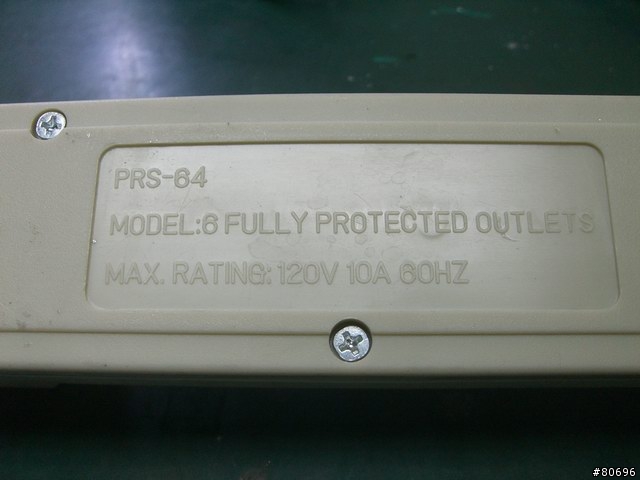 PRS-64
MODEL:6 FULLY PROTECTED OUTLETS
MAX. RATING: 120V 10A 60HZ
#80696